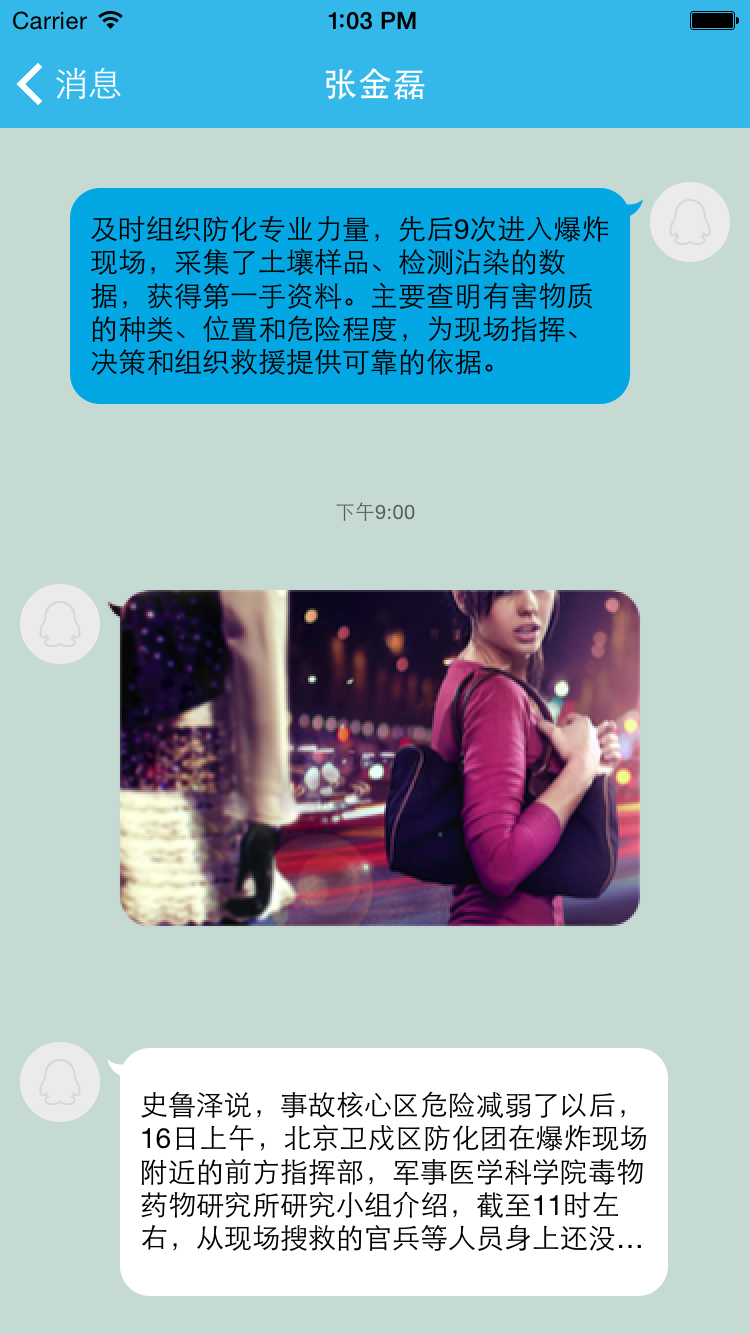 Carrier 1:03 PM
消息 张金磊
及时组织防化专业力量，先后9次进入爆炸
现场，采集了土壤样品、检测沾染的数
据，获得第一手资料。主要查明有害物质
的种类、位置和危险程度，为现场指挥、
决策和组织救援提供可靠的依据。
下午9:00
史鲁泽说，事故核心区危险减弱了以后，
16日上午，北京卫戍区防化团在爆炸现场
附近的前方指挥部，军事医学科学院毒物
药物研究所研究小组介绍，截至11时左
右，从现场搜救的官兵等人员身上还没…